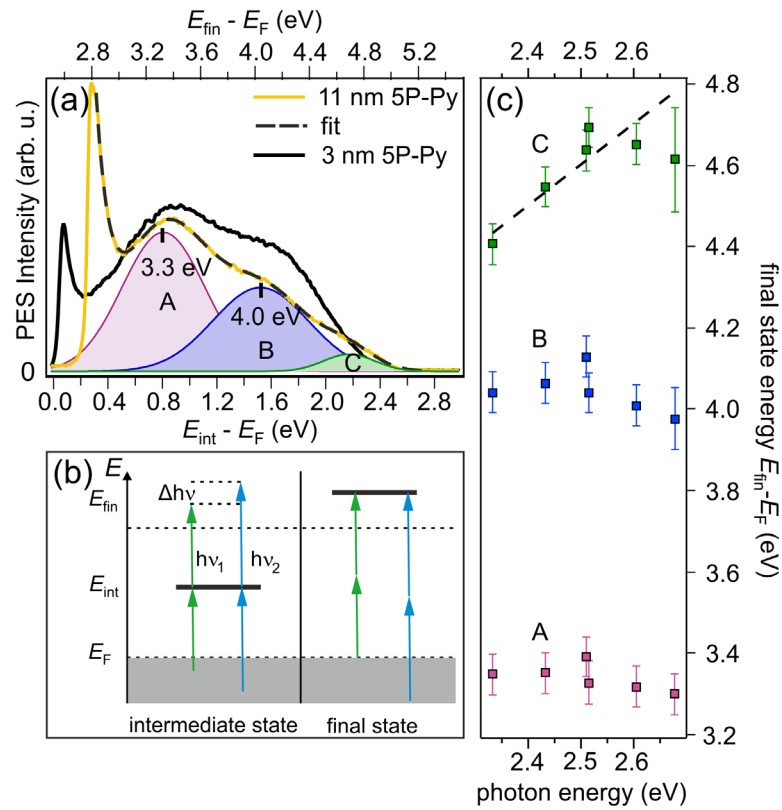 E_fin - E_F (eV)
2.8 3.4 4.0 4.6 5.2
(a)
11 nm 5P-Py
fit
3 nm 5P-Py
PES Intensity (arb. u.)
3.3 eV
A
4.0 eV
B
C
0
0.0 0.4 0.8 1.2 1.6 2.0 2.4 2.8
E_int - E_F (eV)
(b)
E
E_fin
Δhν
hν₁
hν₂
E_int
E_F
intermediate state
final state
2.4 2.5 2.6
(c)
C
B
A
4.8
4.6
4.4
4.2
4.0
3.8
3.6
3.4
3.2
final state energy E_fin-E_F (eV)
2.4 2.5 2.6
photon energy (eV)